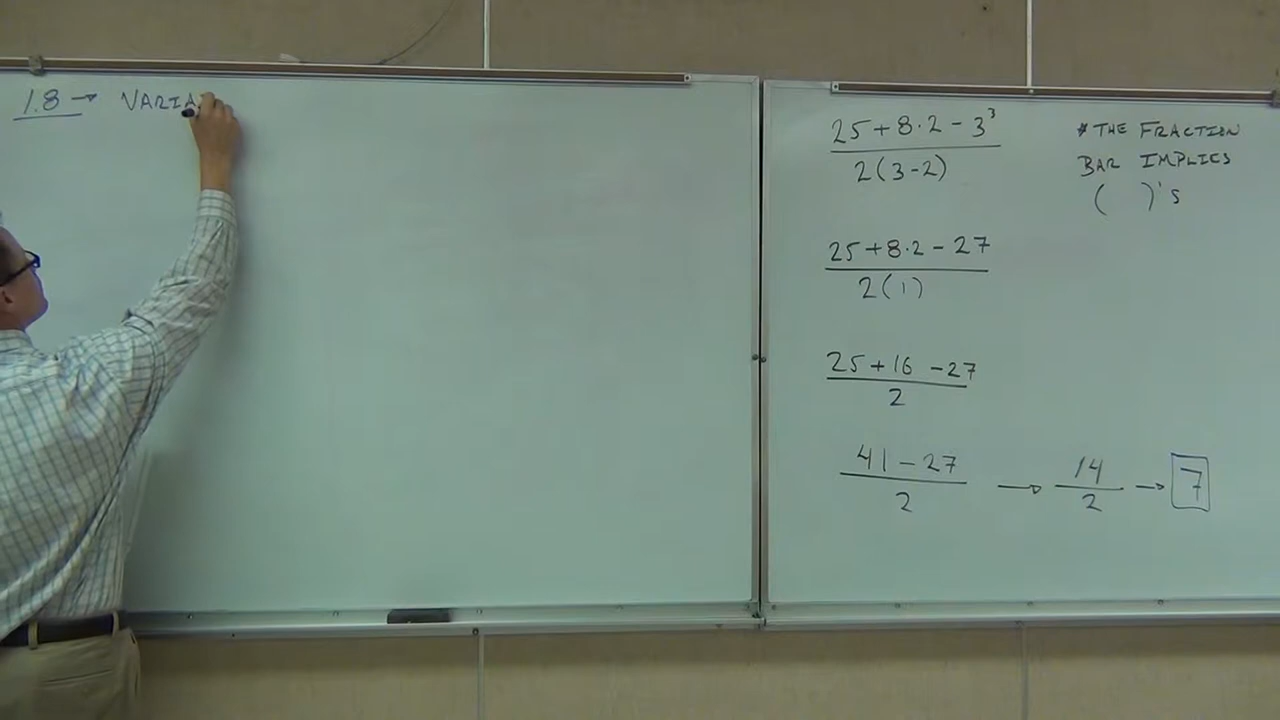 1.8 → VARIA
25 + 8·2 - 3³
2(3-2)
* THE FRACTION
BAR IMPLIES
( )'s
25 + 8·2 - 27
2(1)
25 + 16 - 27
2
41 - 27
2
→ 14
2
→ 7